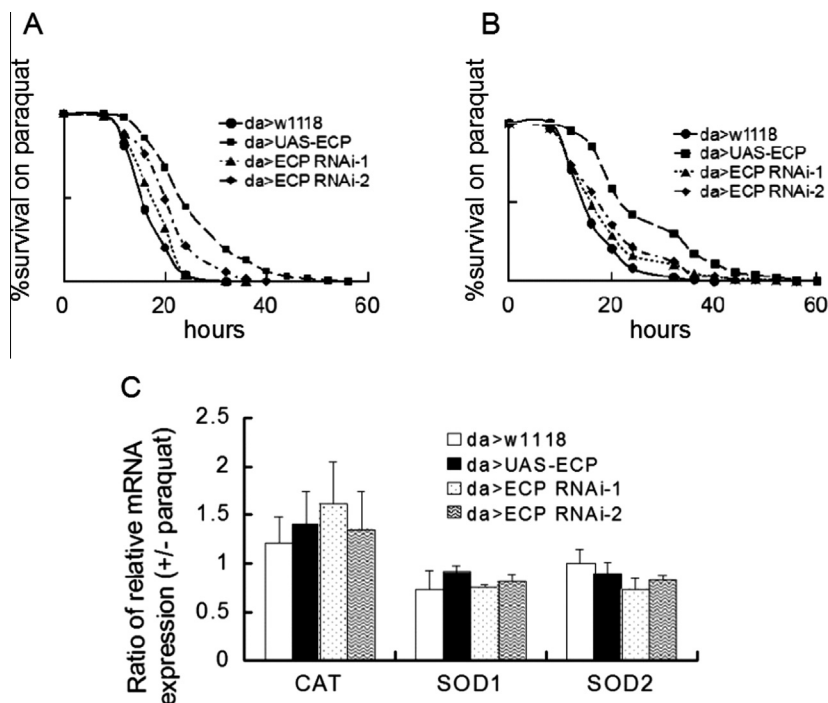 A
%survival on paraquat
da>w1118
da>UAS-ECP
da>ECP RNAi-1
da>ECP RNAi-2
0 20 40 60
hours
B
%survival on paraquat
da>w1118
da>UAS-ECP
da>ECP RNAi-1
da>ECP RNAi-2
0 20 40 60
hours
C
Ratio of relative mRNA
expression (+/- paraquat)
2.5
2
1.5
1
0.5
0
da>w1118
da>UAS-ECP
da>ECP RNAi-1
da>ECP RNAi-2
CAT SOD1 SOD2